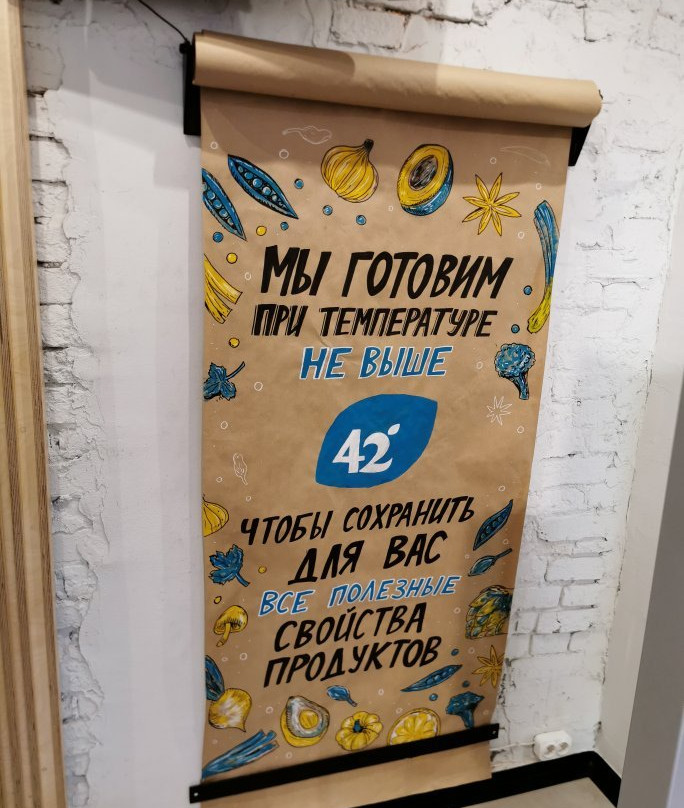 МЫ ГОТОВИМ
ПРИ ТЕМПЕРАТУРЕ
НЕ ВЫШЕ
42°
ЧТОБЫ СОХРАНИТЬ
ДЛЯ ВАС
ВСЕ ПОЛЕЗНЫЕ
СВОЙСТВА
ПРОДУКТОВ